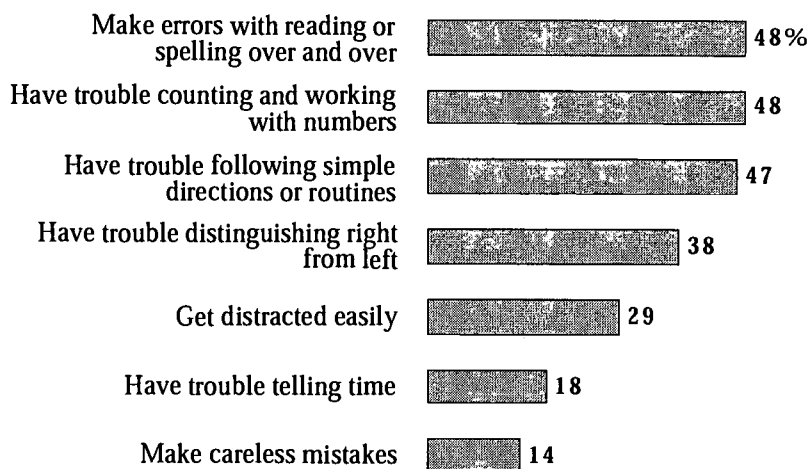 Make errors with reading or
spelling over and over
48%
Have trouble counting and working
with numbers
48
Have trouble following simple
directions or routines
47
Have trouble distinguishing right
from left
38
Get distracted easily
29
Have trouble telling time
18
Make careless mistakes
14